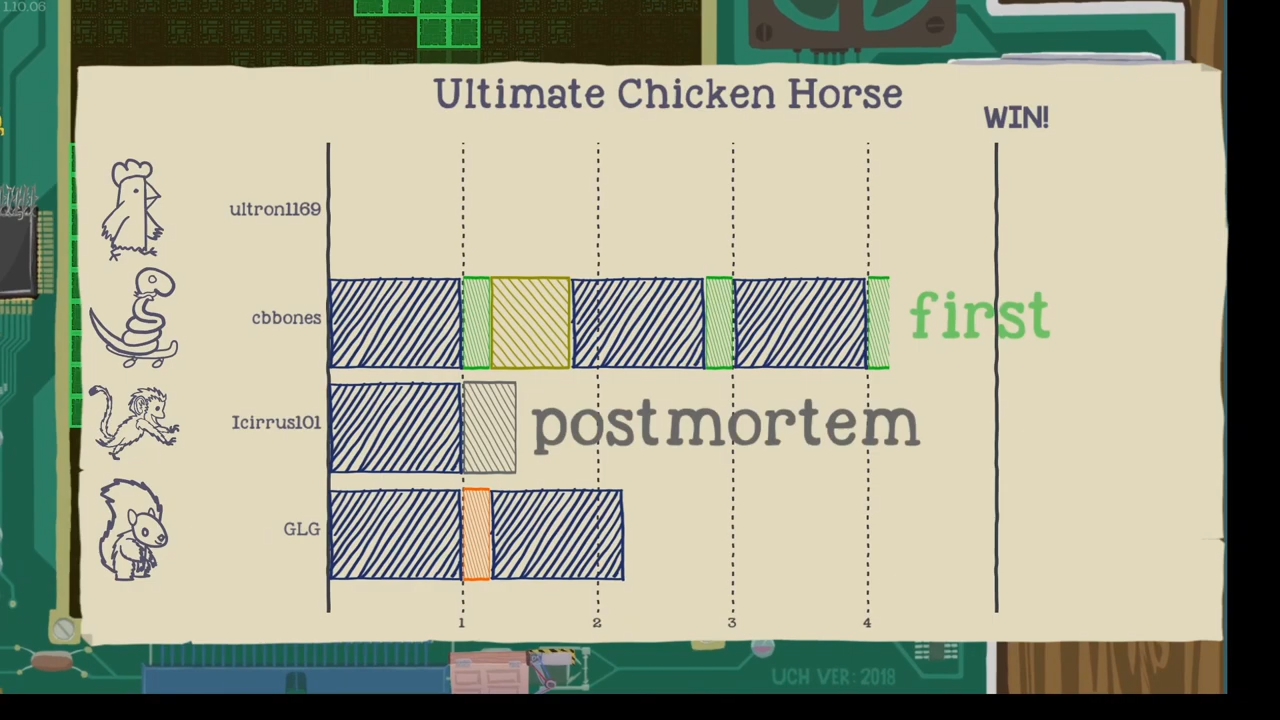 1.10.06
Ultimate Chicken Horse
WIN!
ultron1169
cbbones
first
Icirrus101
postmortem
GLG
1 2 3 4
UCH VER: 2018